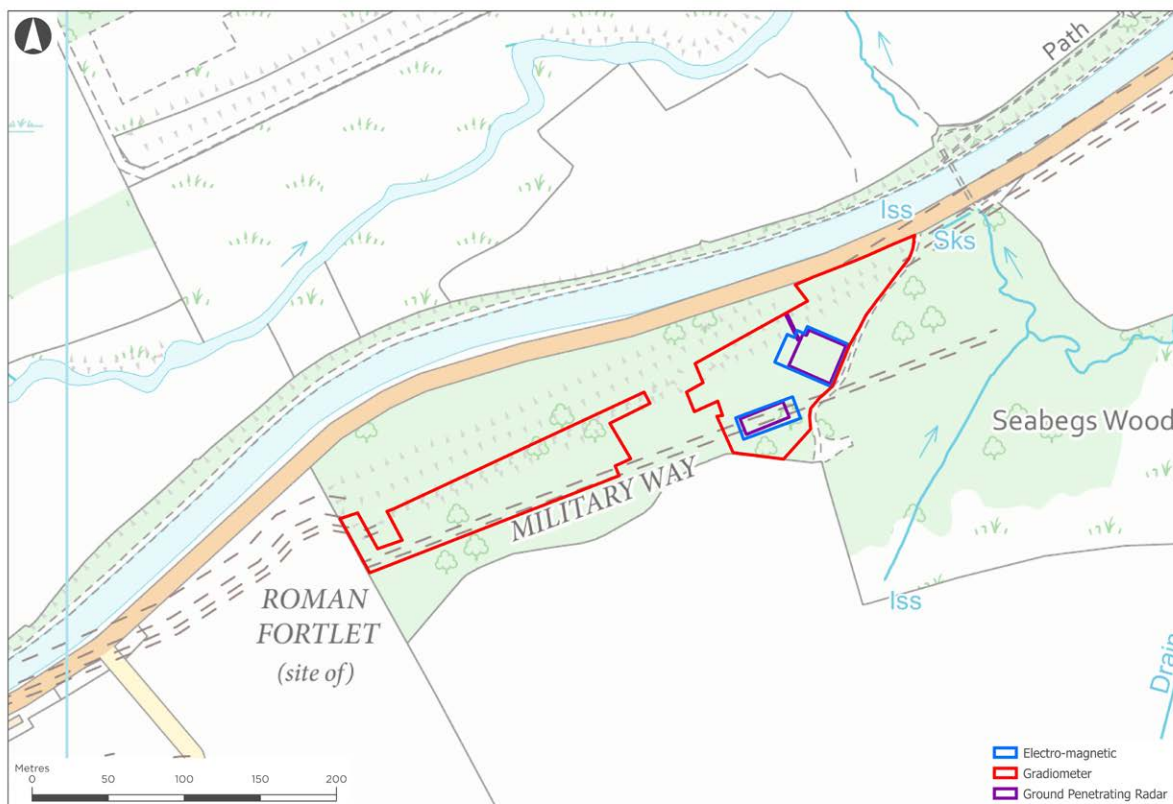 Path
Iss
Sks
Seabegs Wood
MILITARY WAY
ROMAN
FORTLET
(site of)
Iss
Drain
Metres
0 50 100 150 200
Electro-magnetic
Gradiometer
Ground Penetrating Radar